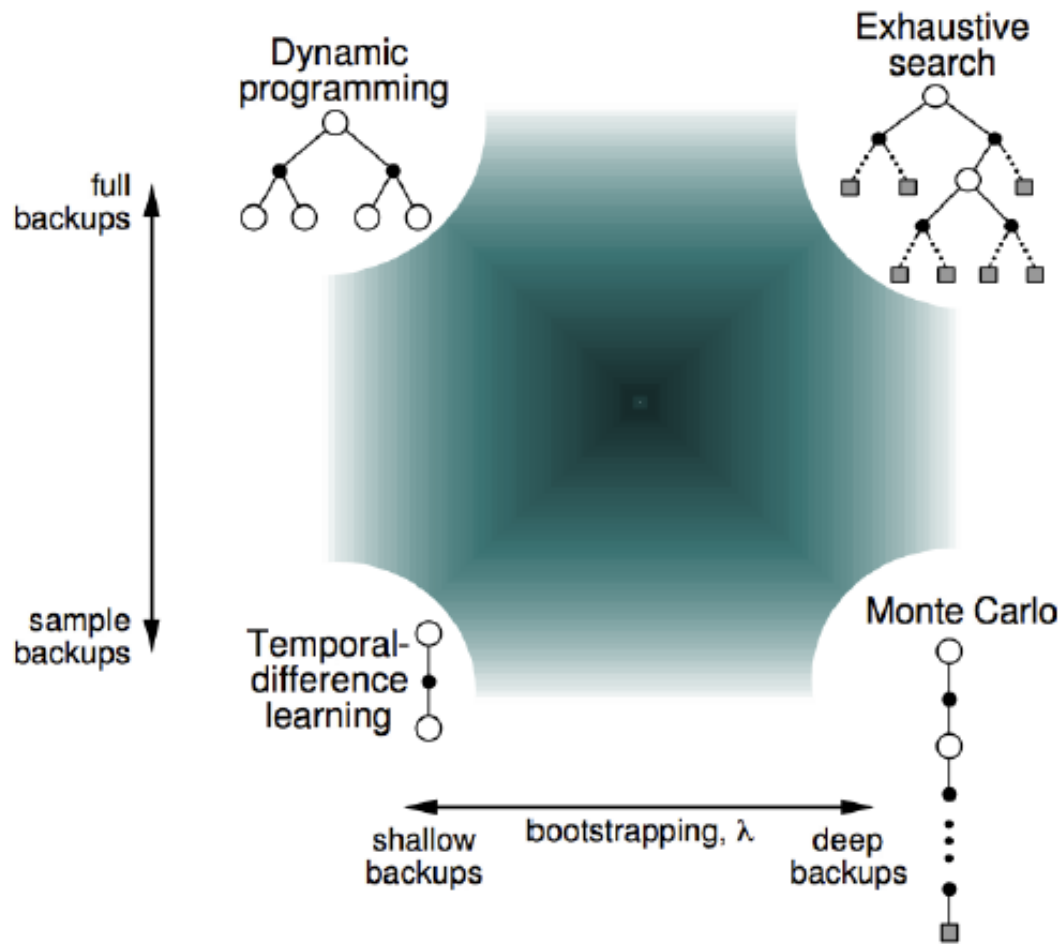 Dynamic
programming
Exhaustive
search
full
backups
sample
backups
Temporal-
difference
learning
Monte Carlo
shallow
backups
bootstrapping, λ
deep
backups